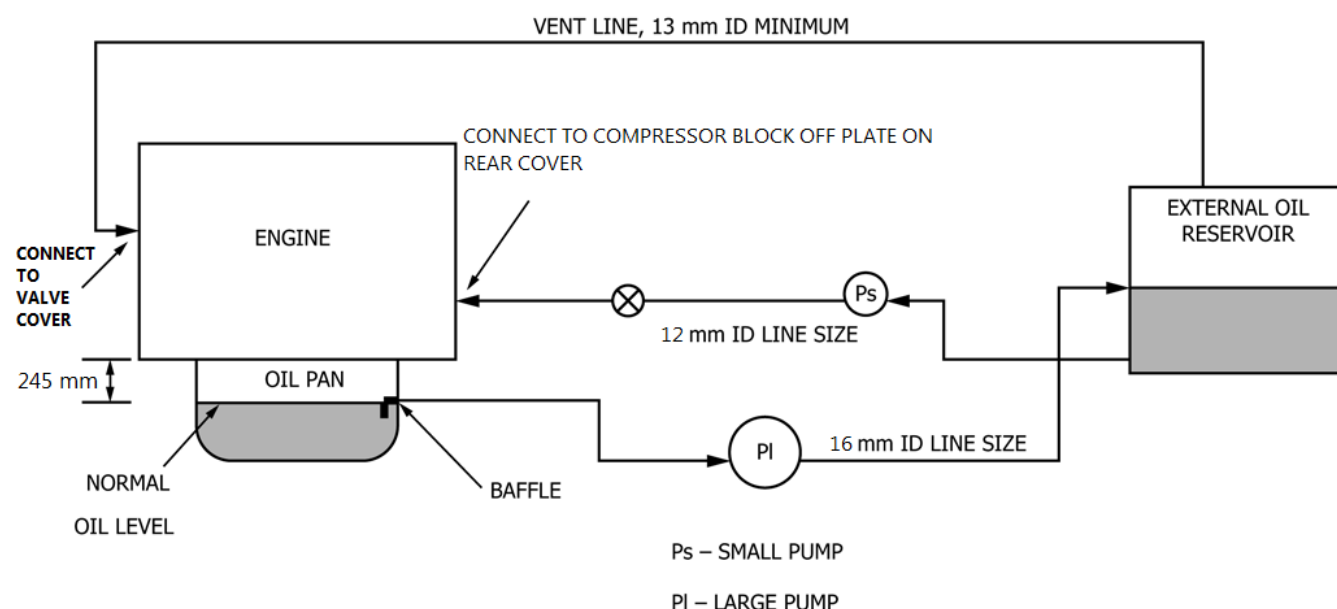 VENT LINE, 13 mm ID MINIMUM
CONNECT TO COMPRESSOR BLOCK OFF PLATE ON
REAR COVER
EXTERNAL OIL
RESERVOIR
ENGINE
CONNECT
TO
VALVE
COVER
Ps
12 mm ID LINE SIZE
245 mm
OIL PAN
Pl
16 mm ID LINE SIZE
NORMAL
OIL LEVEL
BAFFLE
Ps – SMALL PUMP
Pl – LARGE PUMP